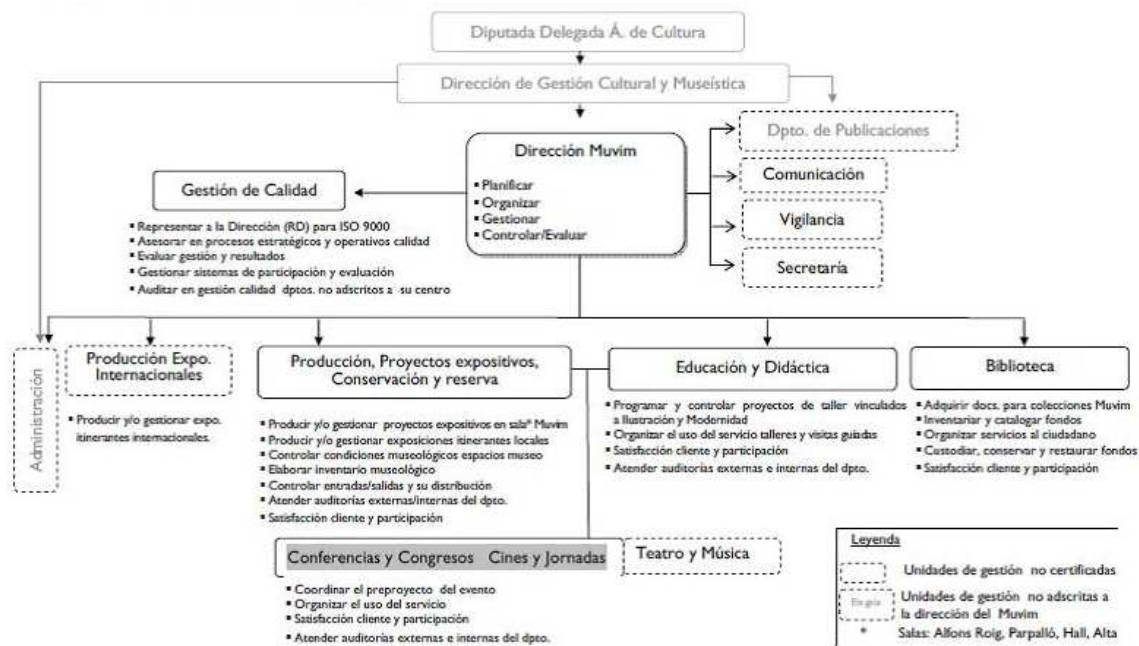 Diputada Delegada Á. de Cultura
Dirección de Gestión Cultural y Museística
Dpto. de Publicaciones
Dirección Muvim
▪ Planificar
▪ Organizar
▪ Gestionar
▪ Controlar/Evaluar
Comunicación
Vigilancia
Secretaría
Gestión de Calidad
▪ Representar a la Dirección (RD) para ISO 9000
▪ Asesorar en procesos estratégicos y operativos calidad
▪ Evaluar gestión y resultados
▪ Gestionar sistemas de participación y evaluación
▪ Auditar en gestión calidad dptos. no adscritos a su centro
Administración
Producción Expo.
Internacionales
▪ Producir y/o gestionar expo.
itinerantes internacionales.
Producción, Proyectos expositivos,
Conservación y reserva
▪ Producir y/o gestionar proyectos expositivos en sala* Muvim
▪ Producir y/o gestionar exposiciones itinerantes locales
▪ Controlar condiciones museológicos espacios museo
▪ Elaborar inventario museológico
▪ Controlar entradas/salidas y su distribución
▪ Atender auditorías externas/internas del dpto.
▪ Satisfacción cliente y participación
Educación y Didáctica
▪ Programar y controlar proyectos de taller vinculados
a Ilustración y Modernidad
▪ Organizar el uso del servicio talleres y visitas guiadas
▪ Satisfacción cliente y participación
▪ Atender auditorías externas e internas del dpto.
Biblioteca
▪ Adquirir docs. para colecciones Muvim
▪ Inventariar y catalogar fondos
▪ Organizar servicios al ciudadano
▪ Custodiar, conservar y restaurar fondos
▪ Satisfacción cliente y participación
Conferencias y Congresos Cines y Jornadas
Teatro y Música
▪ Coordinar el preproyecto del evento
▪ Organizar el uso del servicio
▪ Satisfacción cliente y participación
▪ Atender auditorías externas e internas del dpto.
Leyenda
Unidades de gestión no certificadas
En gris
Unidades de gestión no adscritas a
la dirección del Muvim
* Salas: Alfons Roig, Parpalló, Hall, Alta